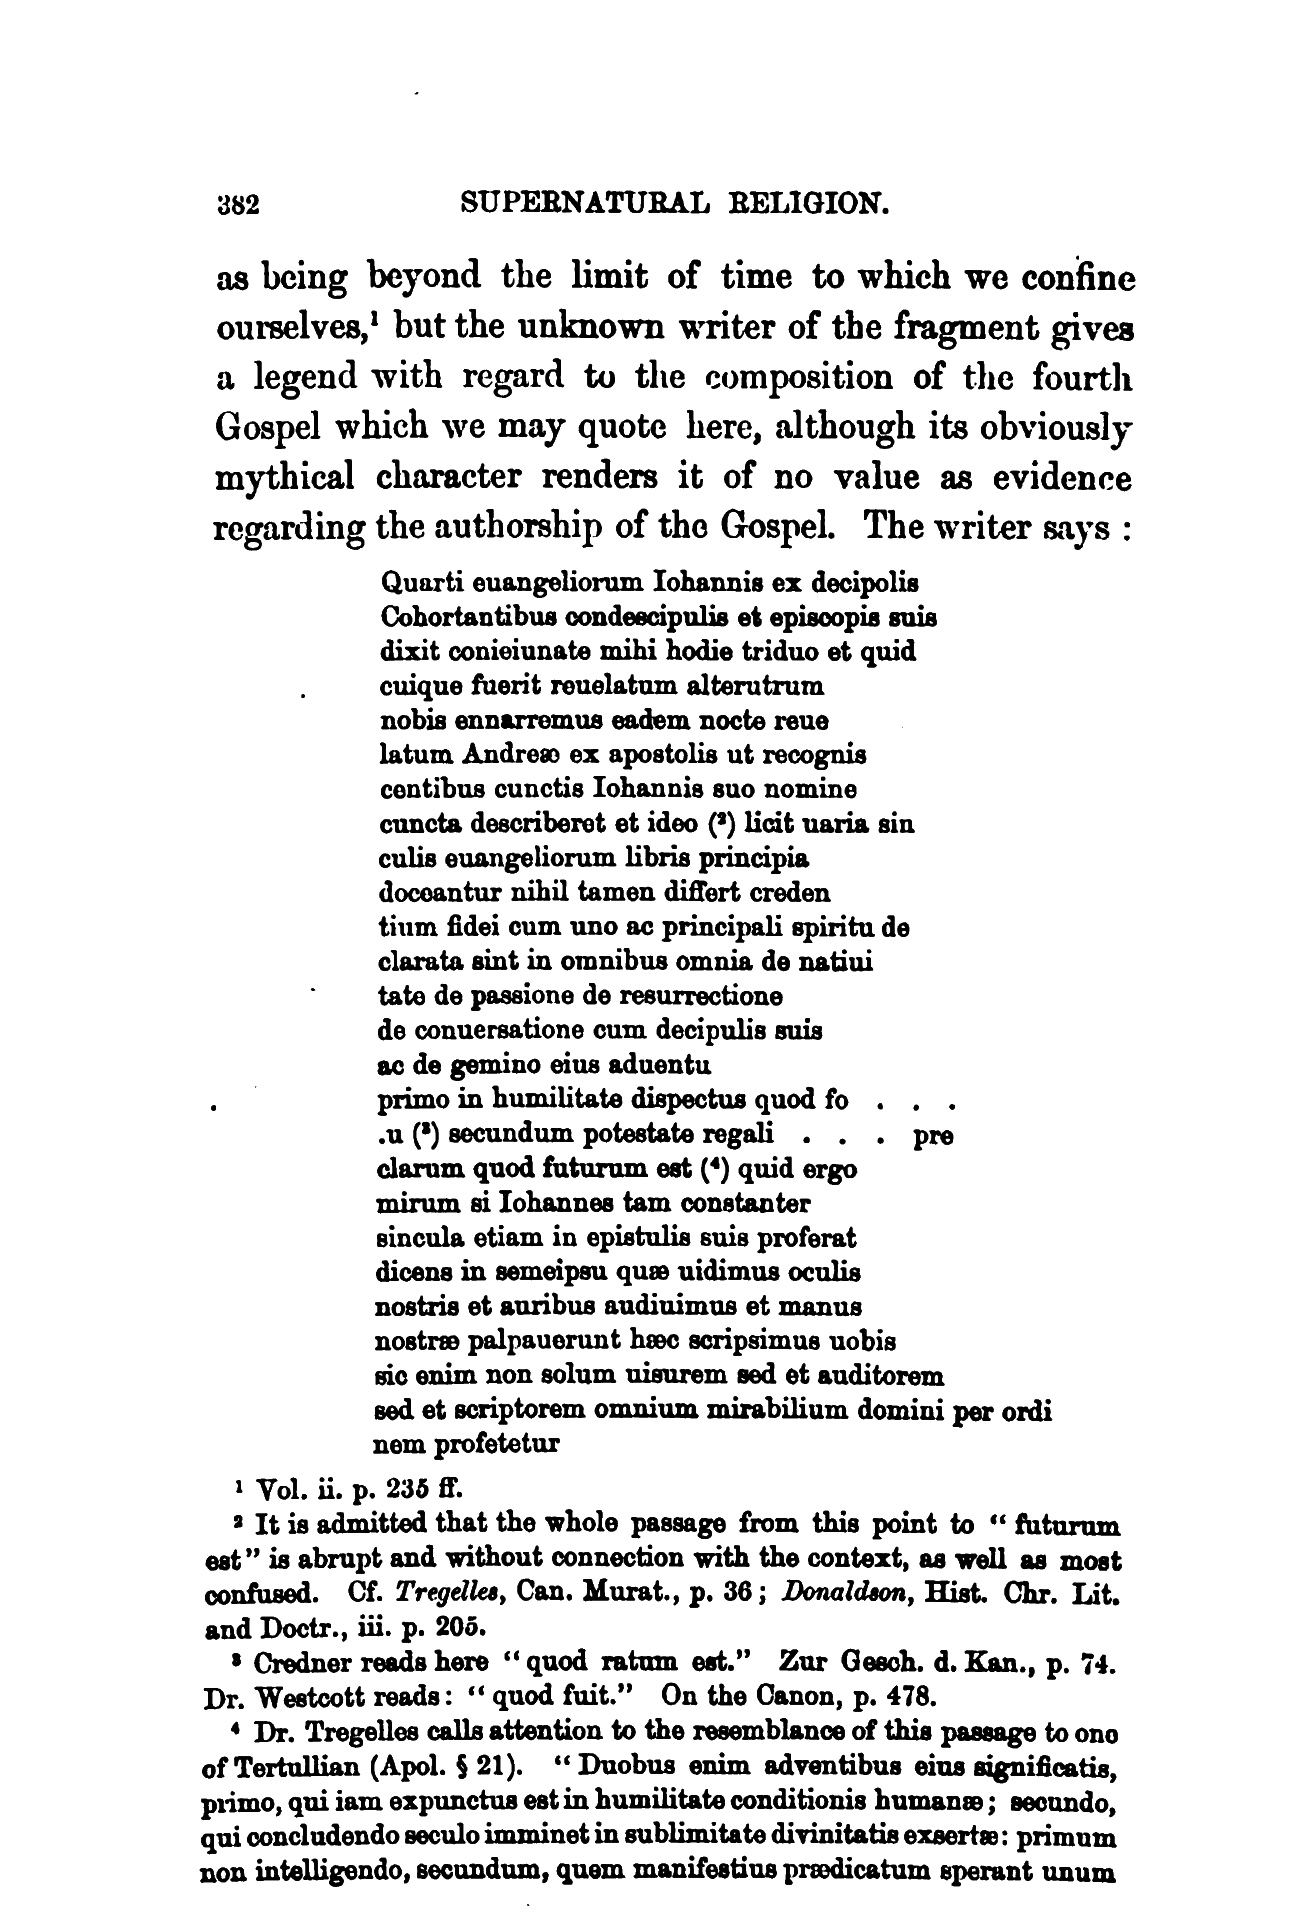 382 SUPERNATURAL RELIGION.
as being beyond the limit of time to which we confine
ourselves,¹ but the unknown writer of the fragment gives
a legend with regard to the composition of the fourth
Gospel which we may quote here, although its obviously
mythical character renders it of no value as evidence
regarding the authorship of the Gospel. The writer says :
Quarti euangeliorum Iohannis ex decipolis
Cohortantibus condescipulis et episcopis suis
dixit conieiunate mihi hodie triduo et quid
cuique fuerit reuelatum alterutrum
nobis ennarremus eadem nocte reue
latum Andreæ ex apostolis ut recognis
centibus cunctis Iohannis suo nomine
cuncta describeret et ideo (²) licit uaria sin
culis euangeliorum libris principia
doceantur nihil tamen differt creden
tium fidei cum uno ac principali spiritu de
clarata sint in omnibus omnia de natiui
tate de passione de resurrectione
de conuersatione cum decipulis suis
ac de gemino eius aduentu
primo in humilitate dispectus quod fo . . .
.u (³) secundum potestate regali . . . pre
clarum quod futurum est (⁴) quid ergo
mirum si Iohannes tam constanter
sincula etiam in epistulis suis proferat
dicens in semeipsu quæ uidimus oculis
nostris et auribus audiuimus et manus
nostræ palpauerunt hæc scripsimus uobis
sic enim non solum uisurem sed et auditorem
sed et scriptorem omnium mirabilium domini per ordi
nem profetetur
¹ Vol. ii. p. 235 ff.
² It is admitted that the whole passage from this point to “ futurum
est” is abrupt and without connection with the context, as well as most
confused. Cf. Tregelles, Can. Murat., p. 36 ; Donaldson, Hist. Chr. Lit.
and Doctr., iii. p. 205.
³ Credner reads here “quod ratum est.” Zur Gesch. d. Kan., p. 74.
Dr. Westcott reads: “ quod fuit.” On the Canon, p. 478.
⁴ Dr. Tregelles calls attention to the resemblance of this passage to one
of Tertullian (Apol. § 21). “ Duobus enim adventibus eius significatis,
primo, qui iam expunctus est in humilitate conditionis humanæ ; secundo,
qui concludendo seculo imminet in sublimitate divinitatis exsertæ : primum
non intelligendo, secundum, quem manifestius prædicatum sperant unum